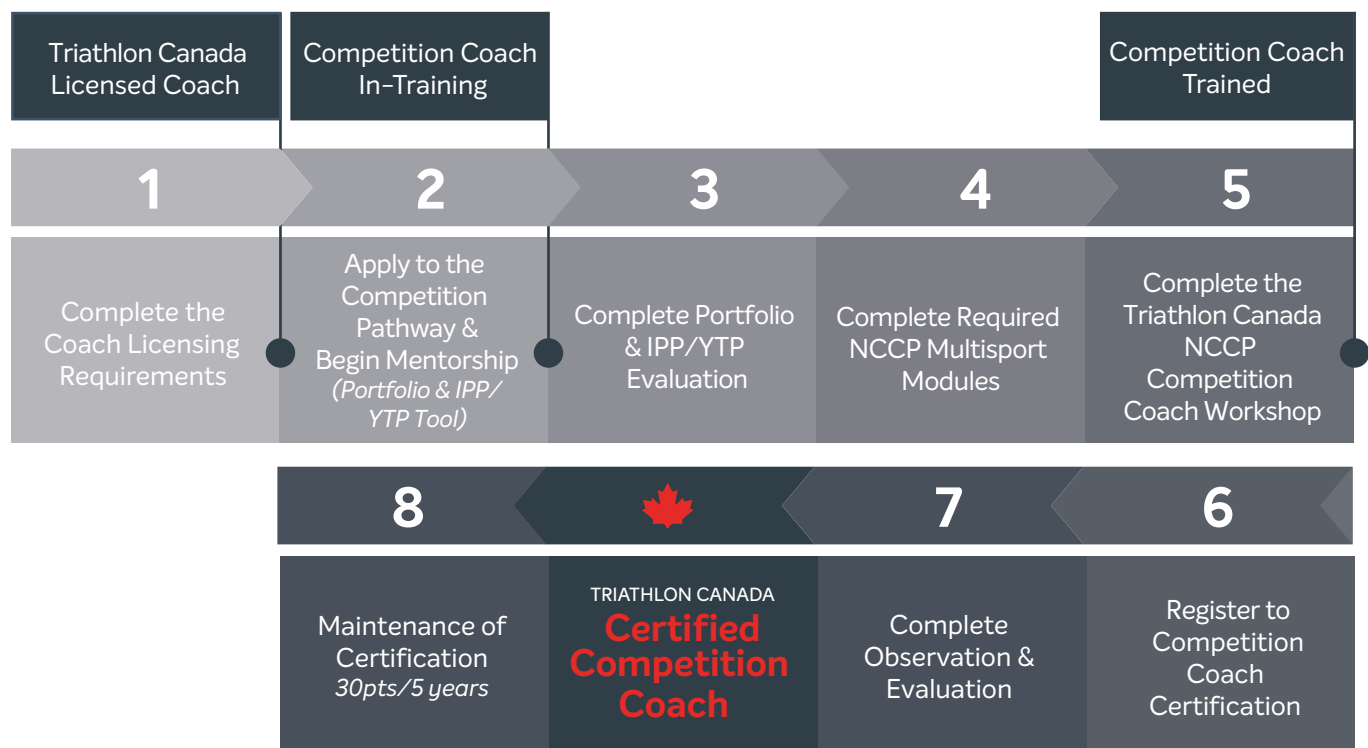 Triathlon Canada
Licensed Coach
Competition Coach
In-Training
Competition Coach
Trained
1
2
3
4
5
Complete the
Coach Licensing
Requirements
Apply to the
Competition
Pathway &
Begin Mentorship
(Portfolio & IPP/
YTP Tool)
Complete Portfolio
& IPP/YTP
Evaluation
Complete Required
NCCP Multisport
Modules
Complete the
Triathlon Canada
NCCP
Competition
Coach Workshop
8
7
6
Maintenance of
Certification
30pts/5 years
TRIATHLON CANADA
Certified
Competition
Coach
Complete
Observation &
Evaluation
Register to
Competition
Coach
Certification